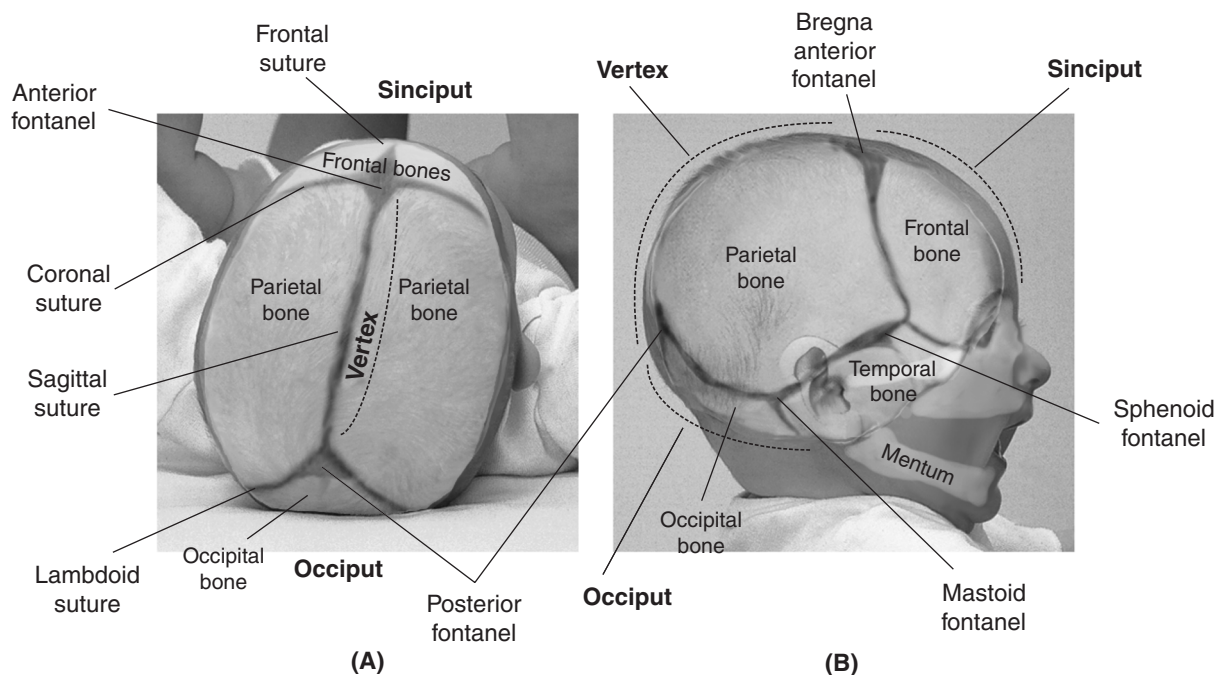 Frontal
suture
Anterior
fontanel
Sinciput
Frontal bones
Coronal
suture
Parietal
bone
Parietal
bone
Vertex
Sagittal
suture
Lambdoid
suture
Occipital
bone
Occiput
Posterior
fontanel
(A)
Bregna
anterior
fontanel
Vertex
Sinciput
Parietal
bone
Frontal
bone
Temporal
bone
Sphenoid
fontanel
Mentum
Occipital
bone
Occiput
Mastoid
fontanel
(B)